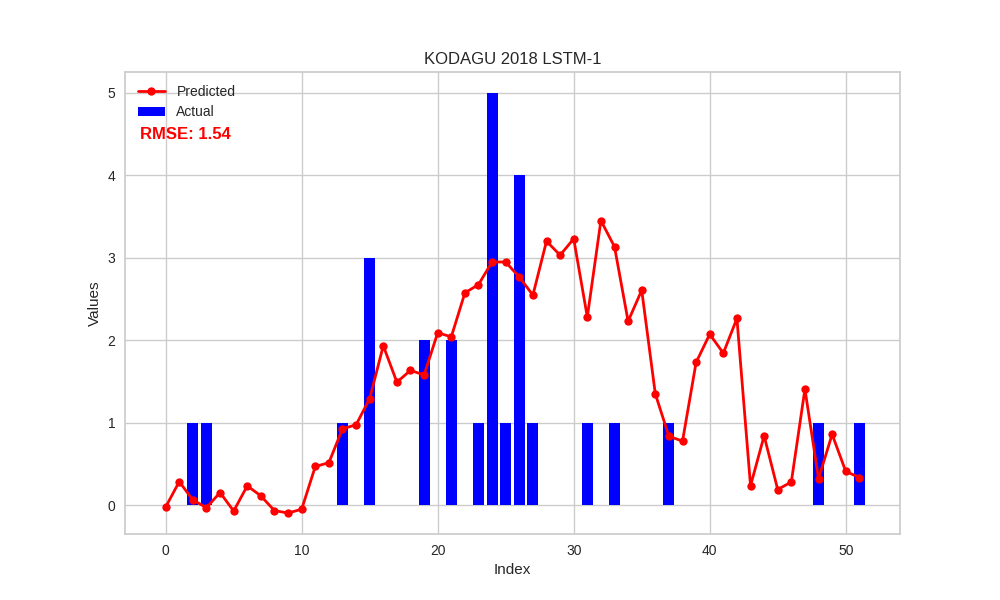 KODAGU 2018 LSTM-1
Predicted
Actual
RMSE: 1.54
5
4
3
2
1
0
Values
0 10 20 30 40 50
Index